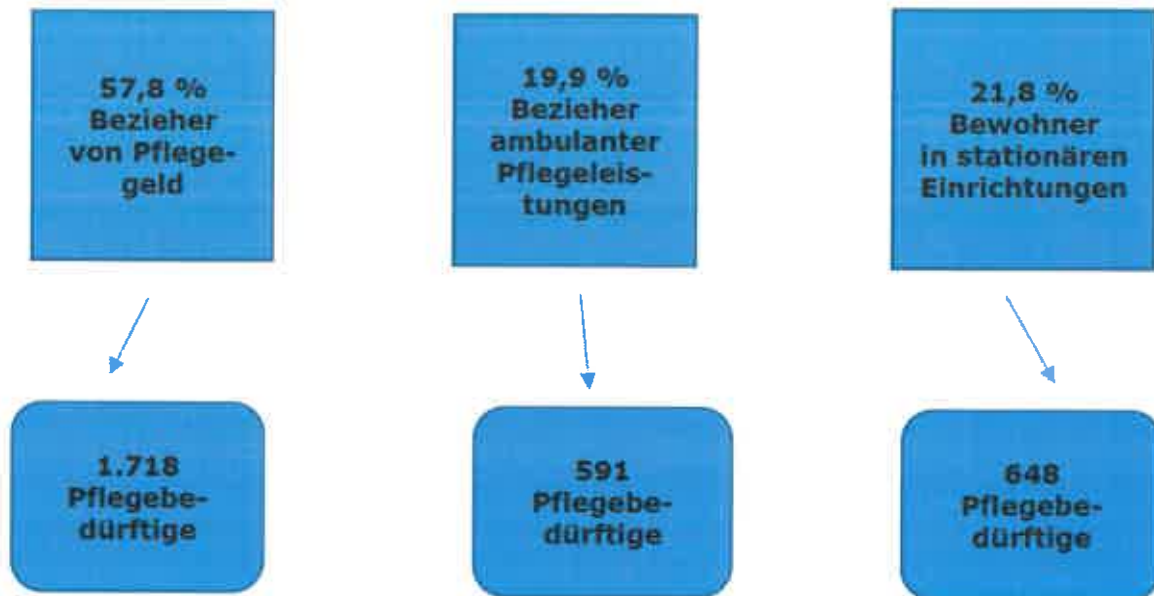 57,8 %
Bezieher
von Pflege-
geld
19,9 %
Bezieher
ambulanter
Pflegeleis-
tungen
21,8 %
Bewohner
in stationären
Einrichtungen
1.718
Pflegebe-
dürftige
591
Pflegebe-
dürftige
648
Pflegebe-
dürftige